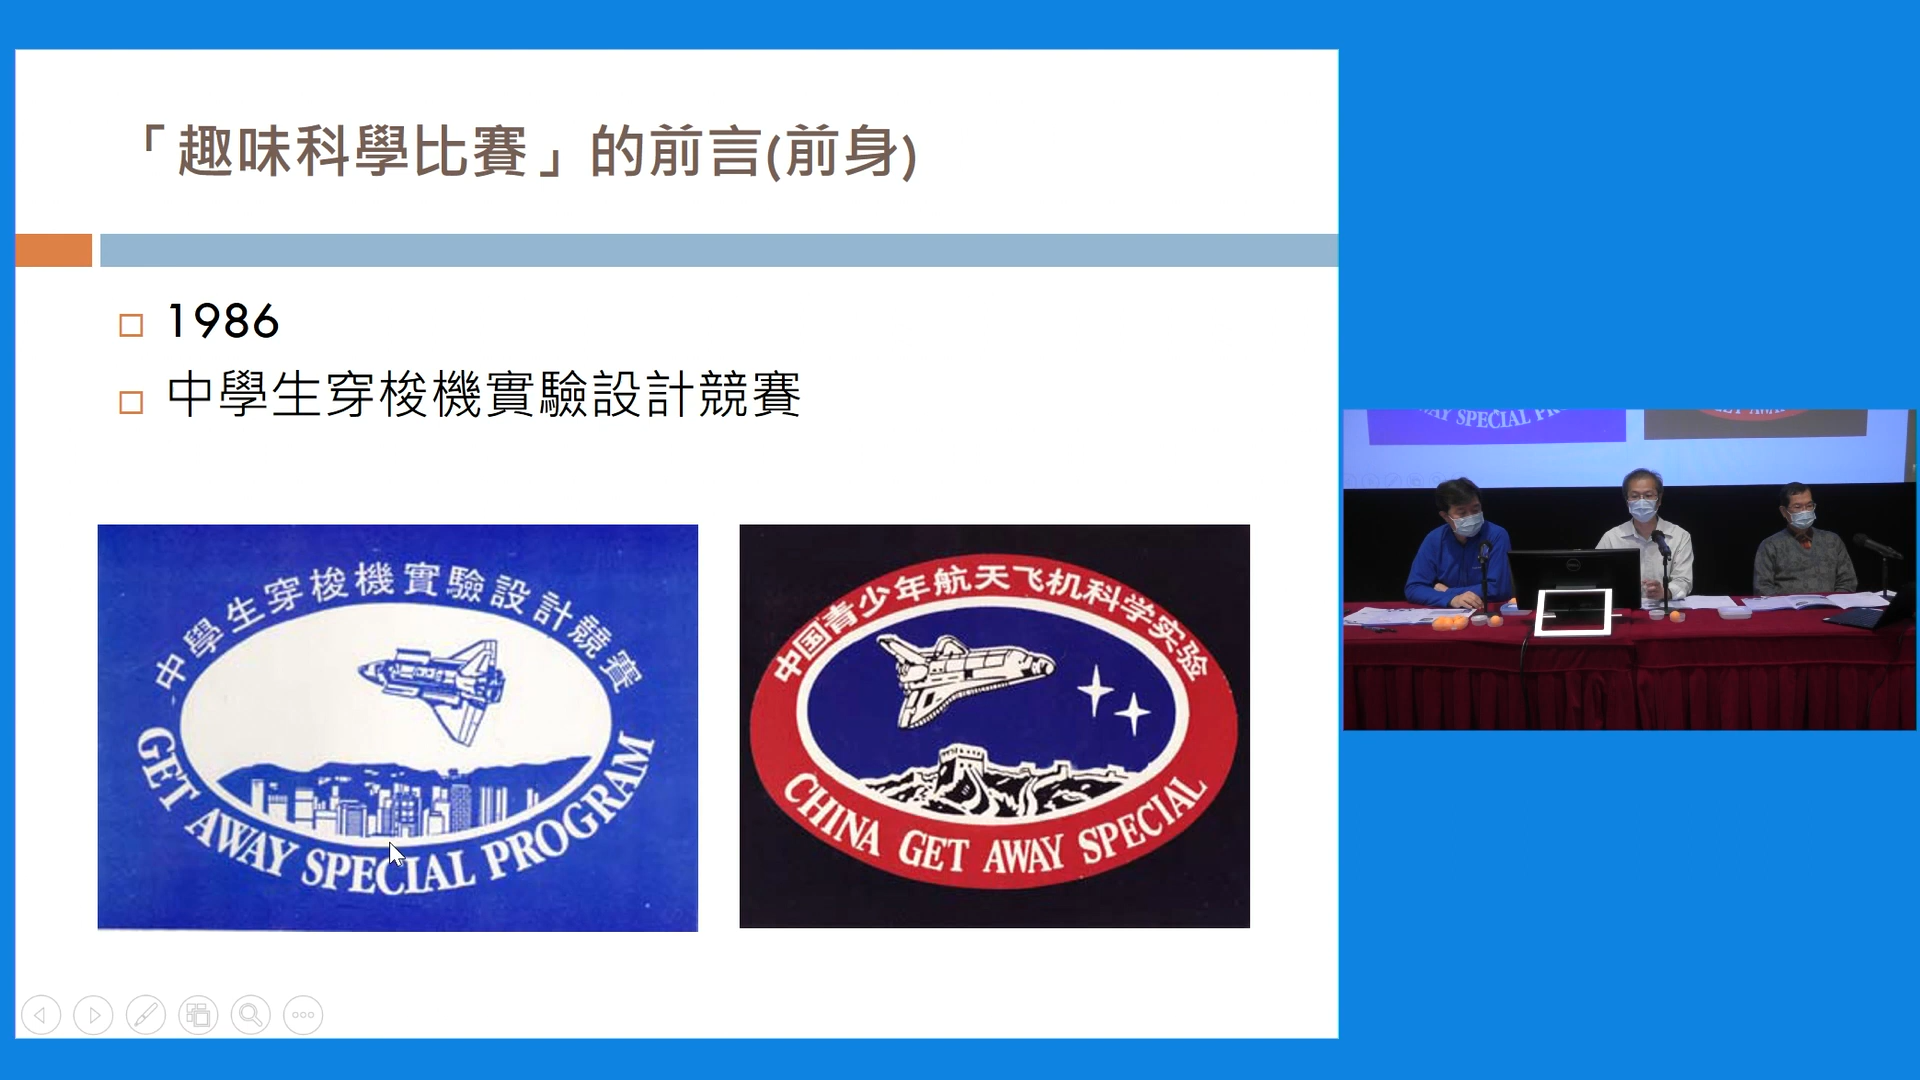 「趣味科學比賽」的前言(前身)
1986
中學生穿梭機實驗設計競賽
中學生穿梭機實驗設計競賽
GET AWAY SPECIAL PROGRAM
中国青少年航天飞机科学实验
CHINA GET AWAY SPECIAL
AY SPECIAL PR